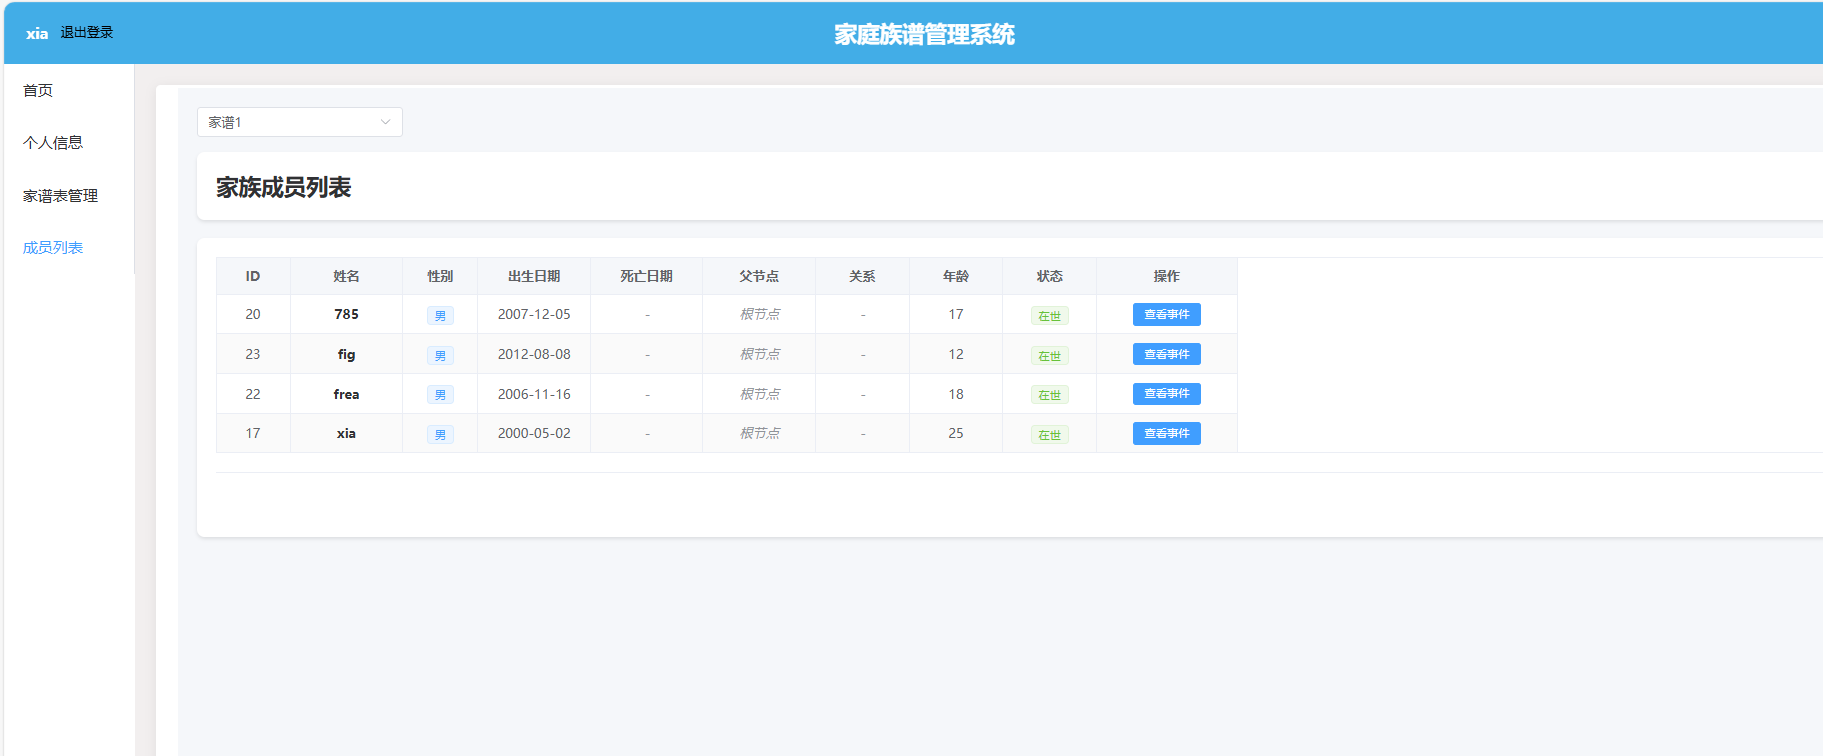 xia 退出登录 家庭族谱管理系统
首页
个人信息
家谱表管理
成员列表
家谱1
家族成员列表
ID 姓名 性别 出生日期 死亡日期 父节点 关系 年龄 状态 操作
20 785 男 2007-12-05 - 根节点 - 17 在世 查看事件
23 fig 男 2012-08-08 - 根节点 - 12 在世 查看事件
22 frea 男 2006-11-16 - 根节点 - 18 在世 查看事件
17 xia 男 2000-05-02 - 根节点 - 25 在世 查看事件